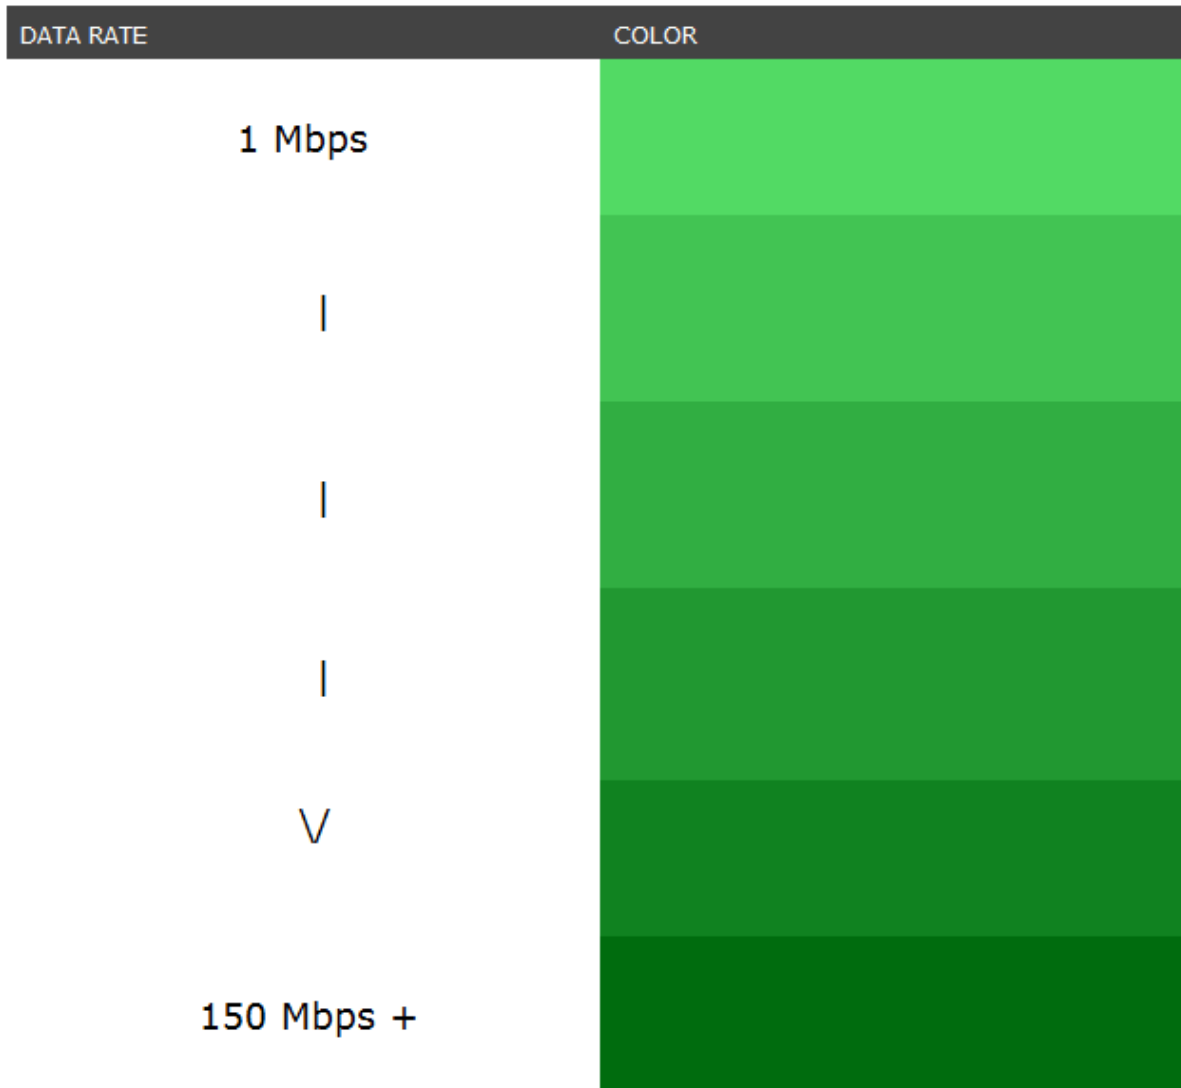 DATA RATE COLOR
1 Mbps
|
|
|
\/
150 Mbps +